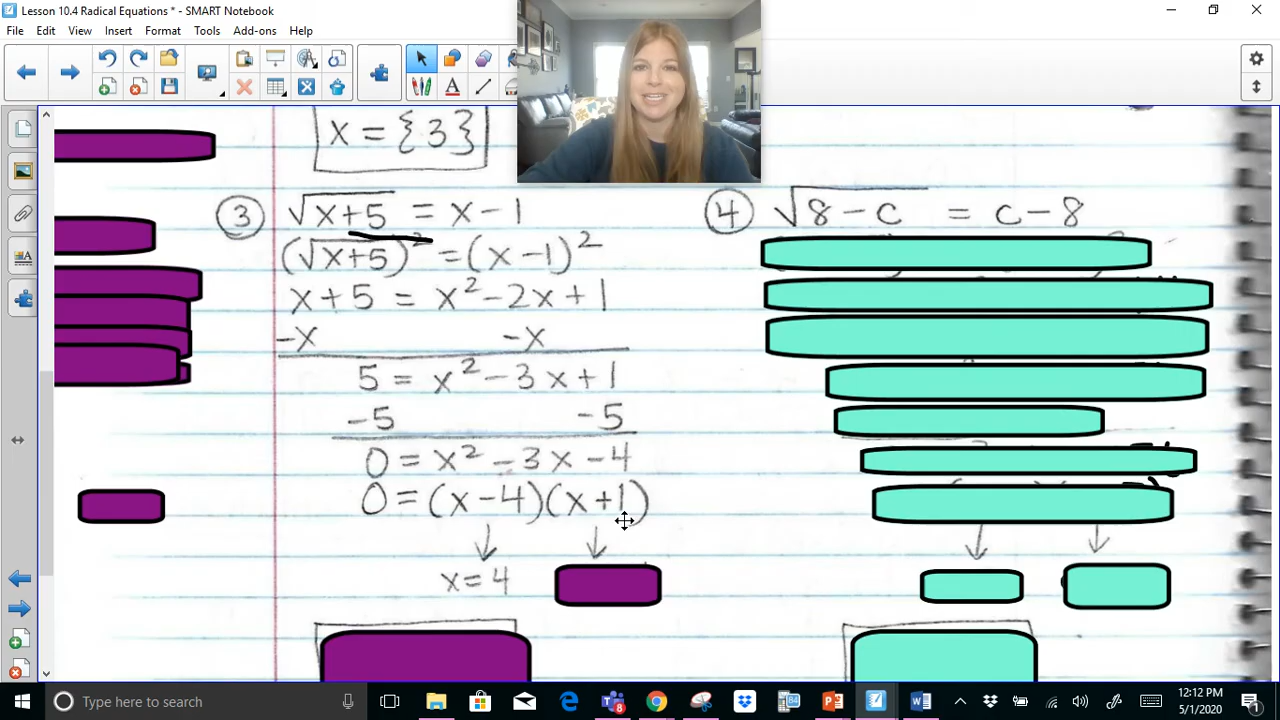 Lesson 10.4 Radical Equations * - SMART Notebook
File Edit View Insert Format Tools Add-ons Help
x = {3}
③ √x+5 = x-1
(√x+5)² = (x-1)²
x+5 = x²-2x+1
-x -x
5 = x²-3x+1
-5 -5
0 = x²-3x-4
0 = (x-4)(x+1)
x=4
④ √8-c = c-8
Type here to search
12:12 PM
5/1/2020